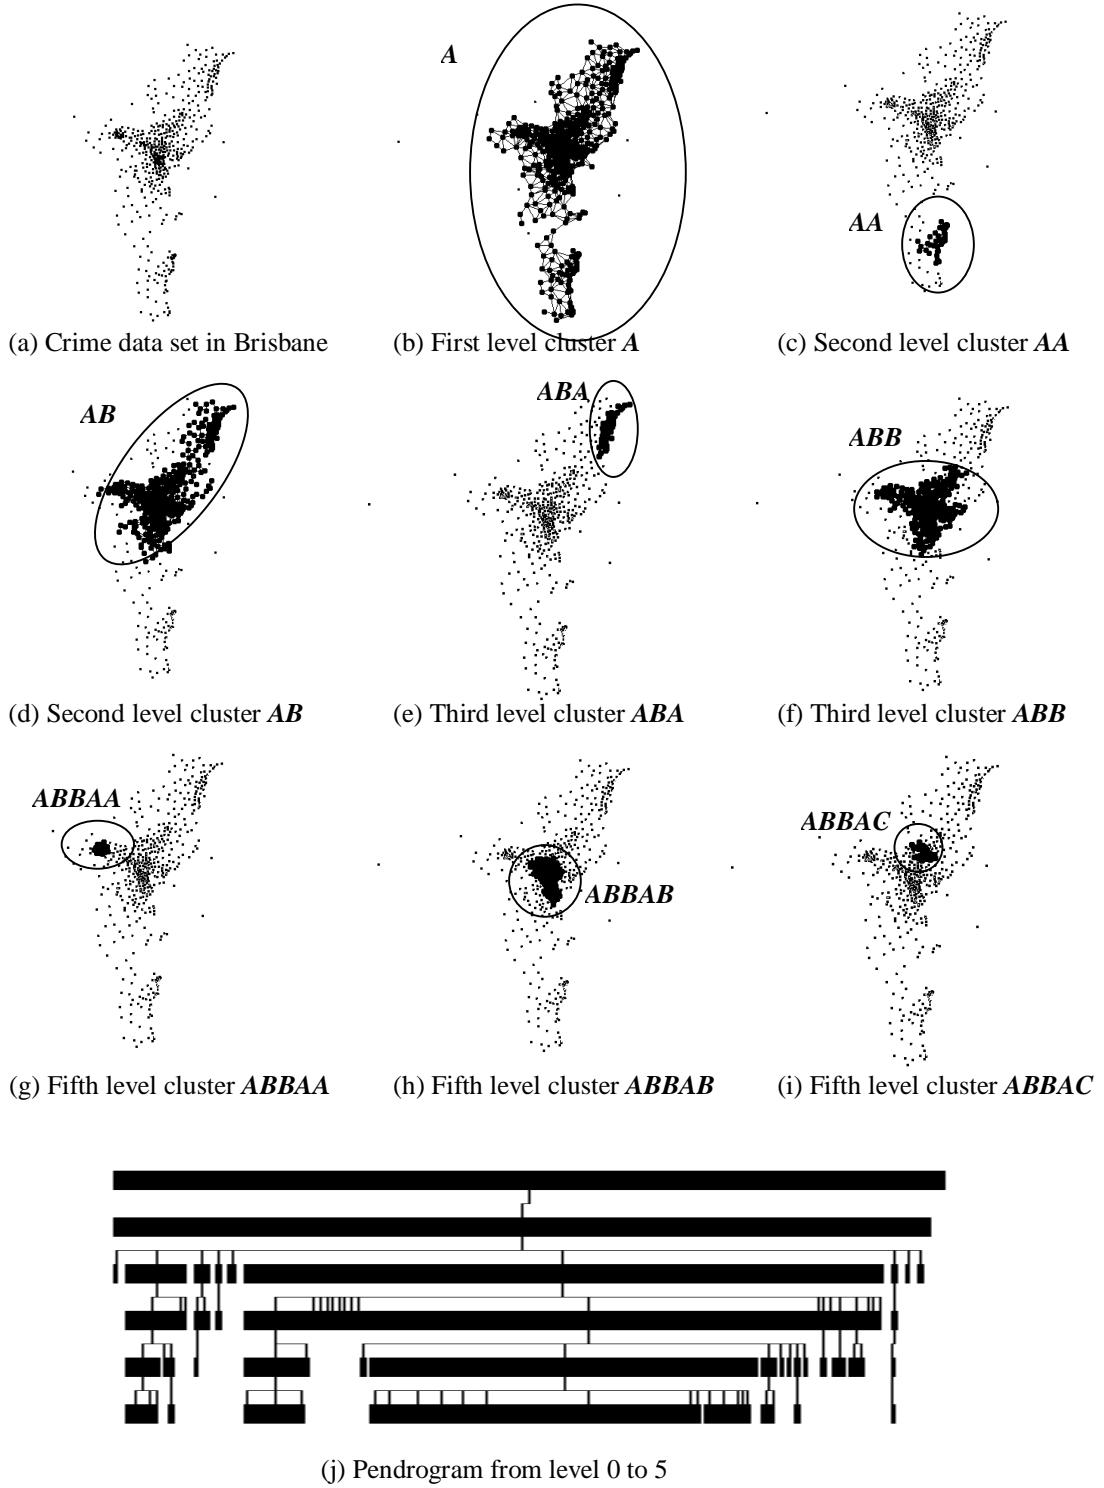 A
AA
(a) Crime data set in Brisbane
(b) First level cluster A
(c) Second level cluster AA
AB
ABA
ABB
(d) Second level cluster AB
(e) Third level cluster ABA
(f) Third level cluster ABB
ABBAA
ABBAB
ABBAC
(g) Fifth level cluster ABBAA
(h) Fifth level cluster ABBAB
(i) Fifth level cluster ABBAC
(j) Pendrogram from level 0 to 5